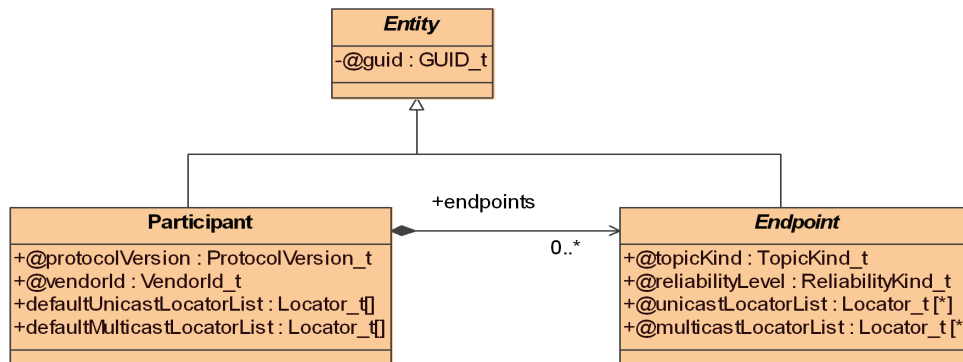 Entity
-@guid : GUID_t
+endpoints
0..*
Participant
+@protocolVersion : ProtocolVersion_t
+@vendorId : VendorId_t
+defaultUnicastLocatorList : Locator_t[]
+defaultMulticastLocatorList : Locator_t[]
Endpoint
+@topicKind : TopicKind_t
+@reliabilityLevel : ReliabilityKind_t
+@unicastLocatorList : Locator_t [*]
+@multicastLocatorList : Locator_t [*